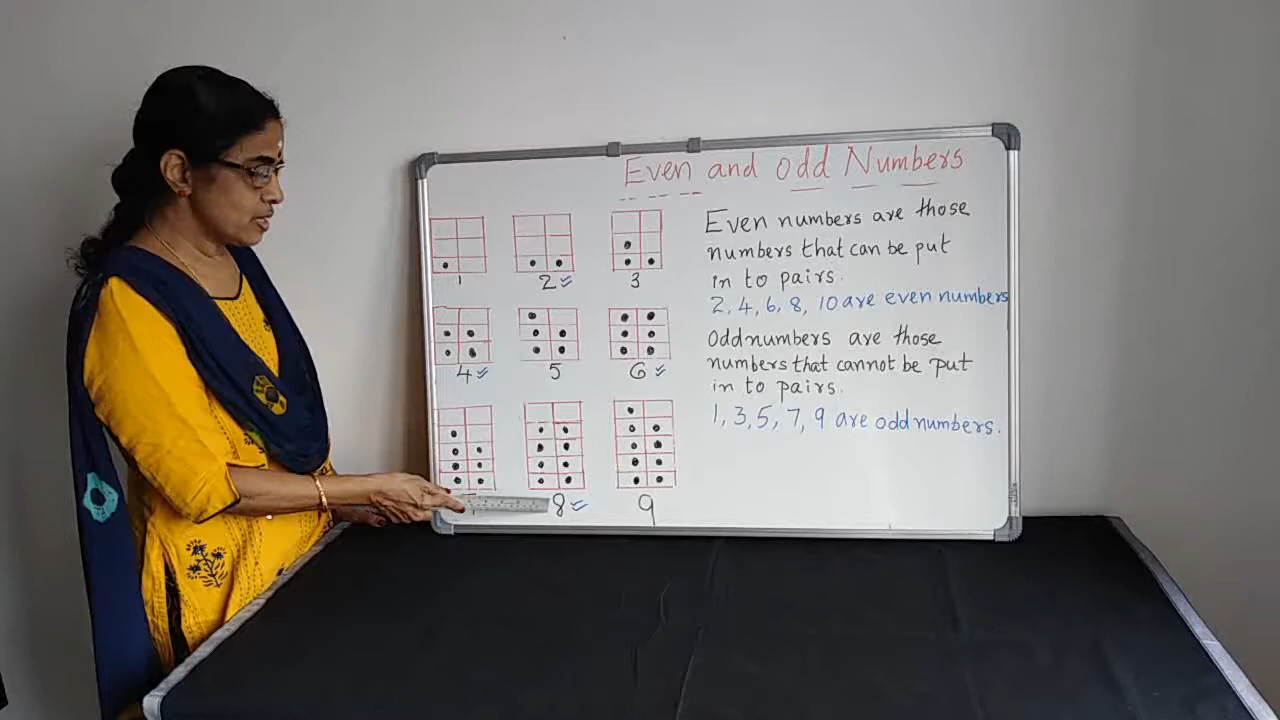 Even and Odd Numbers
1 2 3
4 5 6
8 9
Even numbers are those
numbers that can be put
in to pairs.
2, 4, 6, 8, 10 are even numbers
Oddnumbers are those
numbers that cannot be put
in to pairs.
1, 3, 5, 7, 9 are odd numbers.